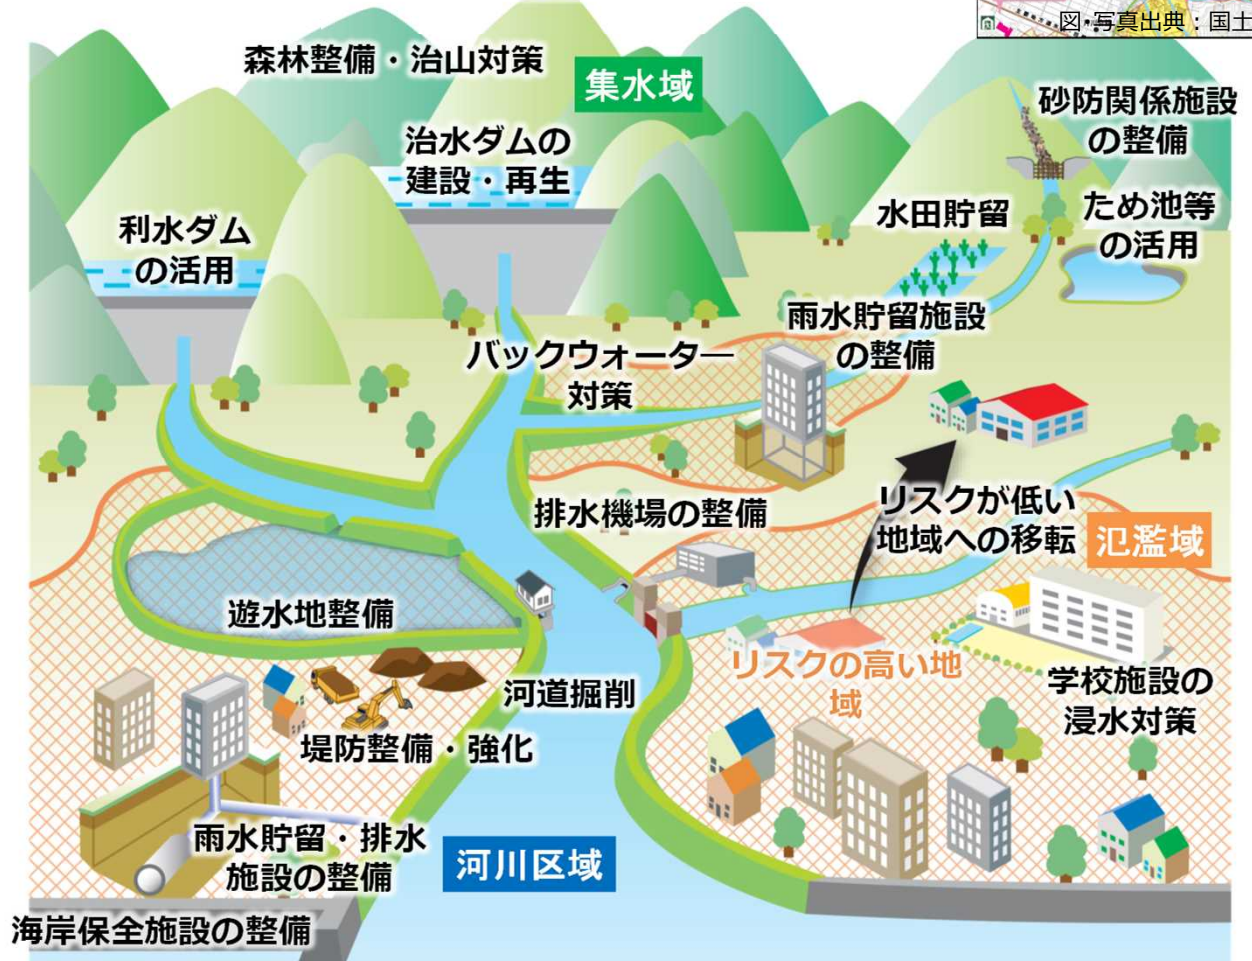 図・写真出典：国土
森林整備・治山対策
集水域
砂防関係施設
の整備
治水ダムの
建設・再生
利水ダム
の活用
水田貯留
ため池等
の活用
雨水貯留施設
の整備
バックウォーター
対策
排水機場の整備
リスクが低い
地域への移転
氾濫域
遊水地整備
リスクの高い地
域
学校施設の
浸水対策
河道掘削
堤防整備・強化
雨水貯留・排水
施設の整備
河川区域
海岸保全施設の整備